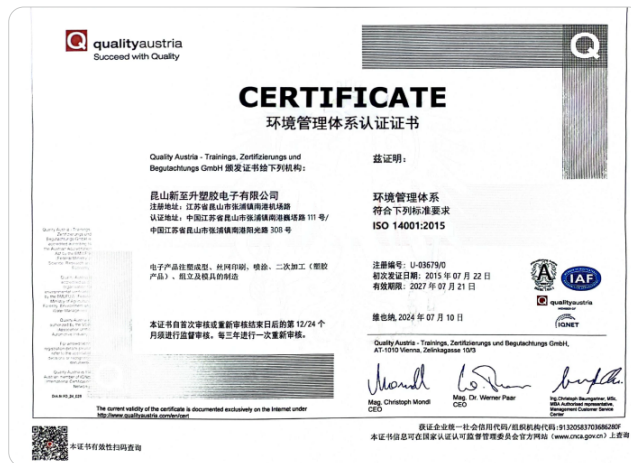 qualityaustria
Succeed with Quality
Q
CERTIFICATE
环境管理体系认证证书
Quality Austria - Trainings, Zertifizierungs und
Begutachtungs GmbH 颁发证书给下列机构：
昆山新至升塑胶电子有限公司
注册地址：江苏省昆山市张浦镇南港机场路
认证地址：中国江苏省昆山市张浦镇南港巍塔路 111 号/
中国江苏省昆山市张浦镇南港阳光路 308 号
电子产品注塑成型、丝网印刷、喷涂、二次加工（塑胶
产品）、组立及模具的制造
本证书自首次审核或重新审核结束日后的第 12/24 个
月须进行监督审核。每三年进行一次重新审核。
兹证明：
环境管理体系
符合下列标准要求
ISO 14001:2015
注册编号：U-03679/0
初次发证日期：2015 年 07 月 22 日
有效期限：2027 年 07 月 21 日
维也纳, 2024 年 07 月 10 日
IAF
qualityaustria
IQNET
Quality Austria - Trainings, Zertifizierungs und Begutachtungs GmbH,
AT-1010 Vienna, Zelinkagasse 10/3
Mag. Christoph Mondl
CEO
Mag. Dr. Werner Paar
CEO
Ing. Christoph Baumgartner, MSc,
MBA Authorised representative,
Management Customer Service
Center
The current validity of the certificate is documented exclusively on the Internet under
http://www.qualityaustria.com/en/cert
本证书有效性扫码查询
获证企业统一社会信用代码/组织机构代码: 91320583703686280F
本证书信息可在国家认证认可监督管理委员会官方网站（www.cnca.gov.cn）上查询